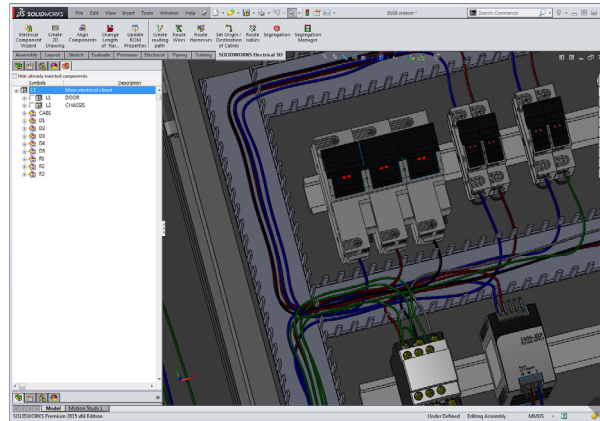 SOLIDWORKS File Edit View Insert Tools Window Help 9160.sldasm * Search Commands
Electrical Component Wizard
Create 2D Drawing
Align Components
Change Length of "Rai...
Update BOM Properties
Create routing path
Route Wires
Route Harnesses
Set Origin / Destination of Cables
Route cables
Segregation
Segregation Manager
Assembly Layout Sketch Evaluate Premium Electrical Piping Tubing SOLIDWORKS Electrical 3D
Hide already inserted components
Symbols Description
L1 Main electrical closet
L1 DOOR
L2 CHASSIS
CAB1
D1
D2
D3
D4
D5
R1
R2
R3
Model Motion Study 1
SOLIDWORKS Premium 2015 x64 Edition Under Defined Editing Assembly MMGS